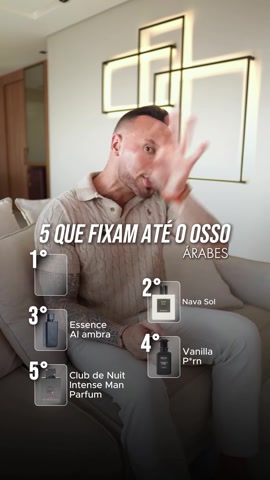 5 QUE FIXAM ATÉ O OSSO
ÁRABES
1°
2°
Nava Sol
3°
Essence
Al ambra
4°
Vanilla
P*rn
5°
Club de Nuit
Intense Man
Parfum